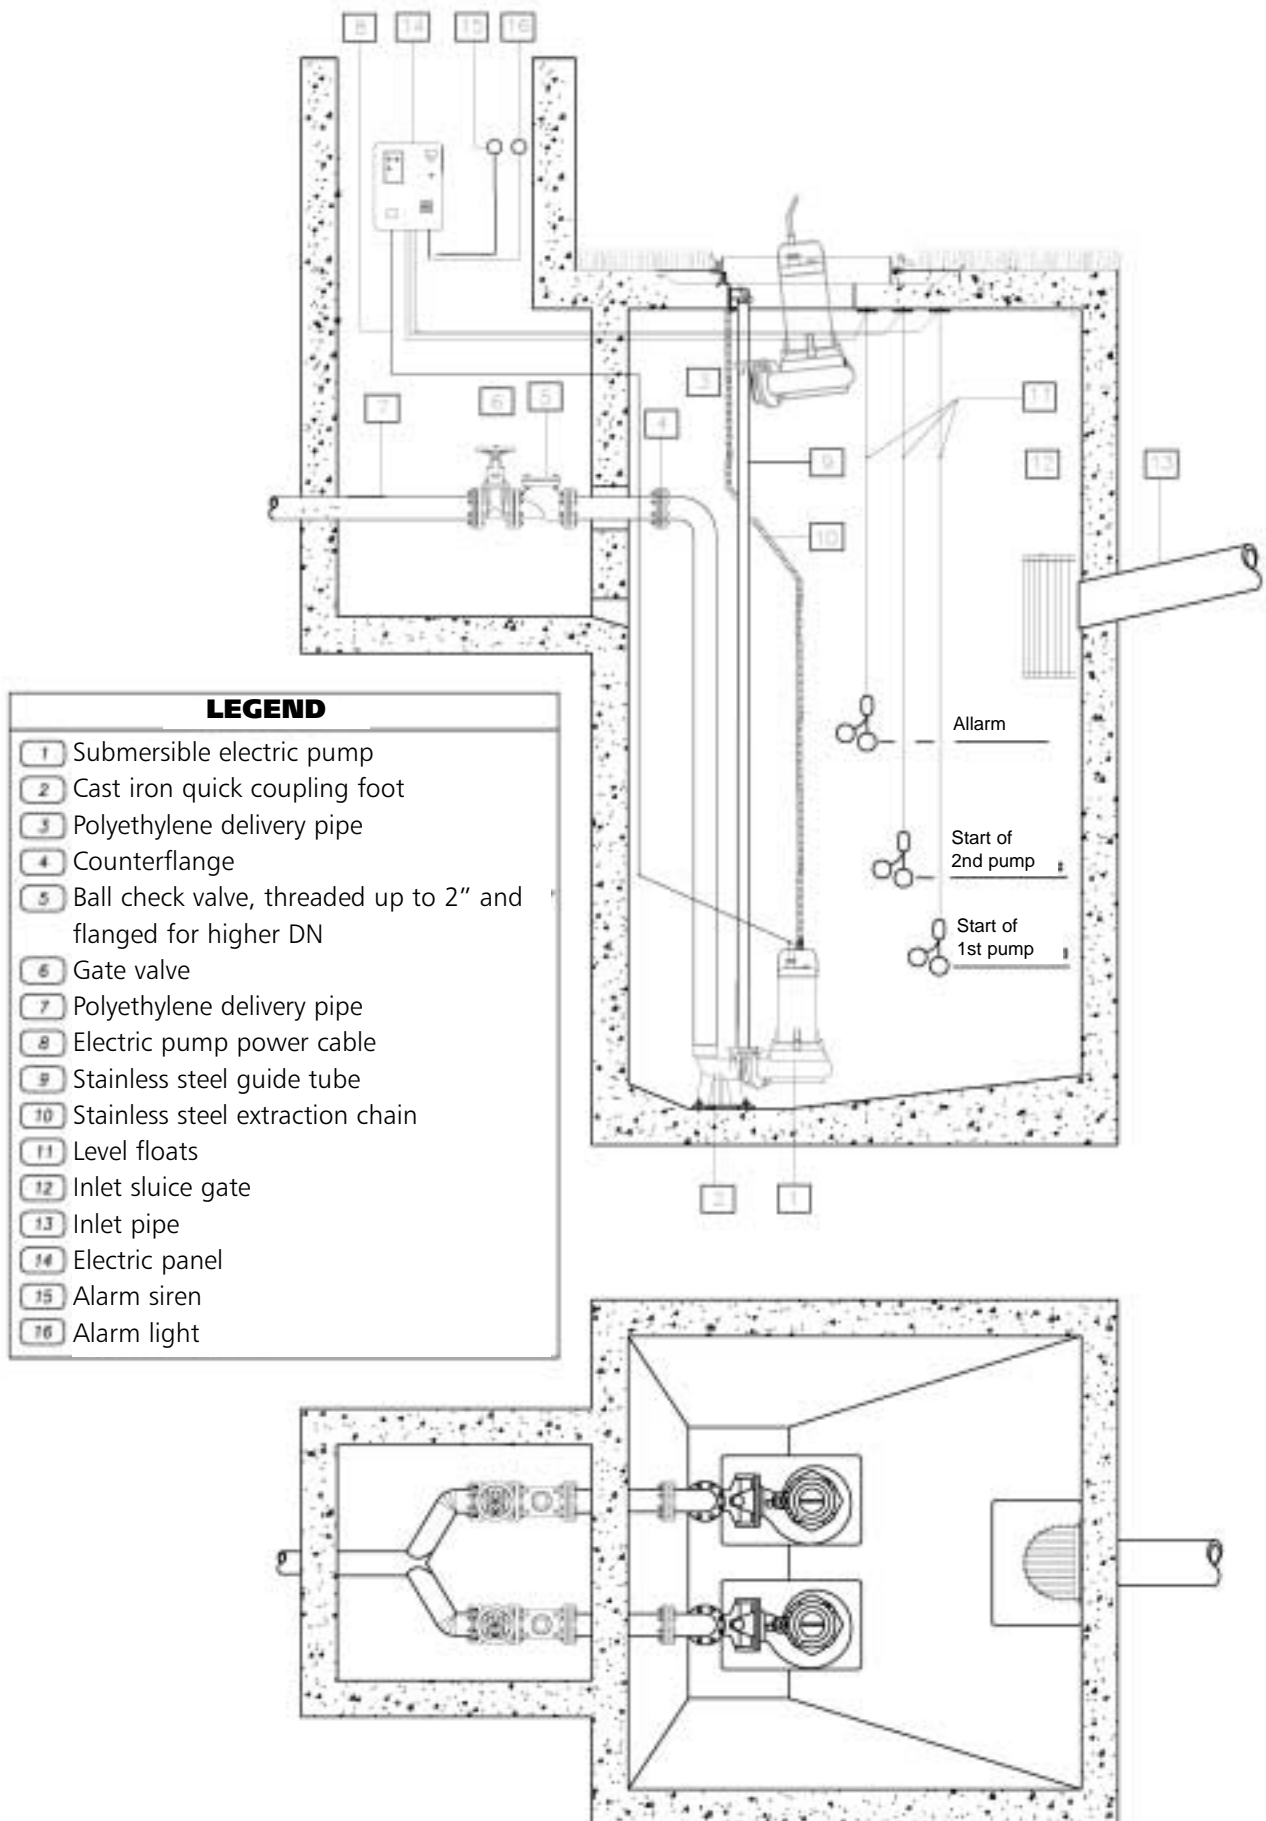 8 14 15 16
3
11
7 6 5
4
9 12 13
10
LEGEND
1 Submersible electric pump
2 Cast iron quick coupling foot
3 Polyethylene delivery pipe
4 Counterflange
5 Ball check valve, threaded up to 2” and
flanged for higher DN
6 Gate valve
7 Polyethylene delivery pipe
8 Electric pump power cable
9 Stainless steel guide tube
10 Stainless steel extraction chain
11 Level floats
12 Inlet sluice gate
13 Inlet pipe
14 Electric panel
15 Alarm siren
16 Alarm light
Allarm
Start of
2nd pump
Start of
1st pump
2 1